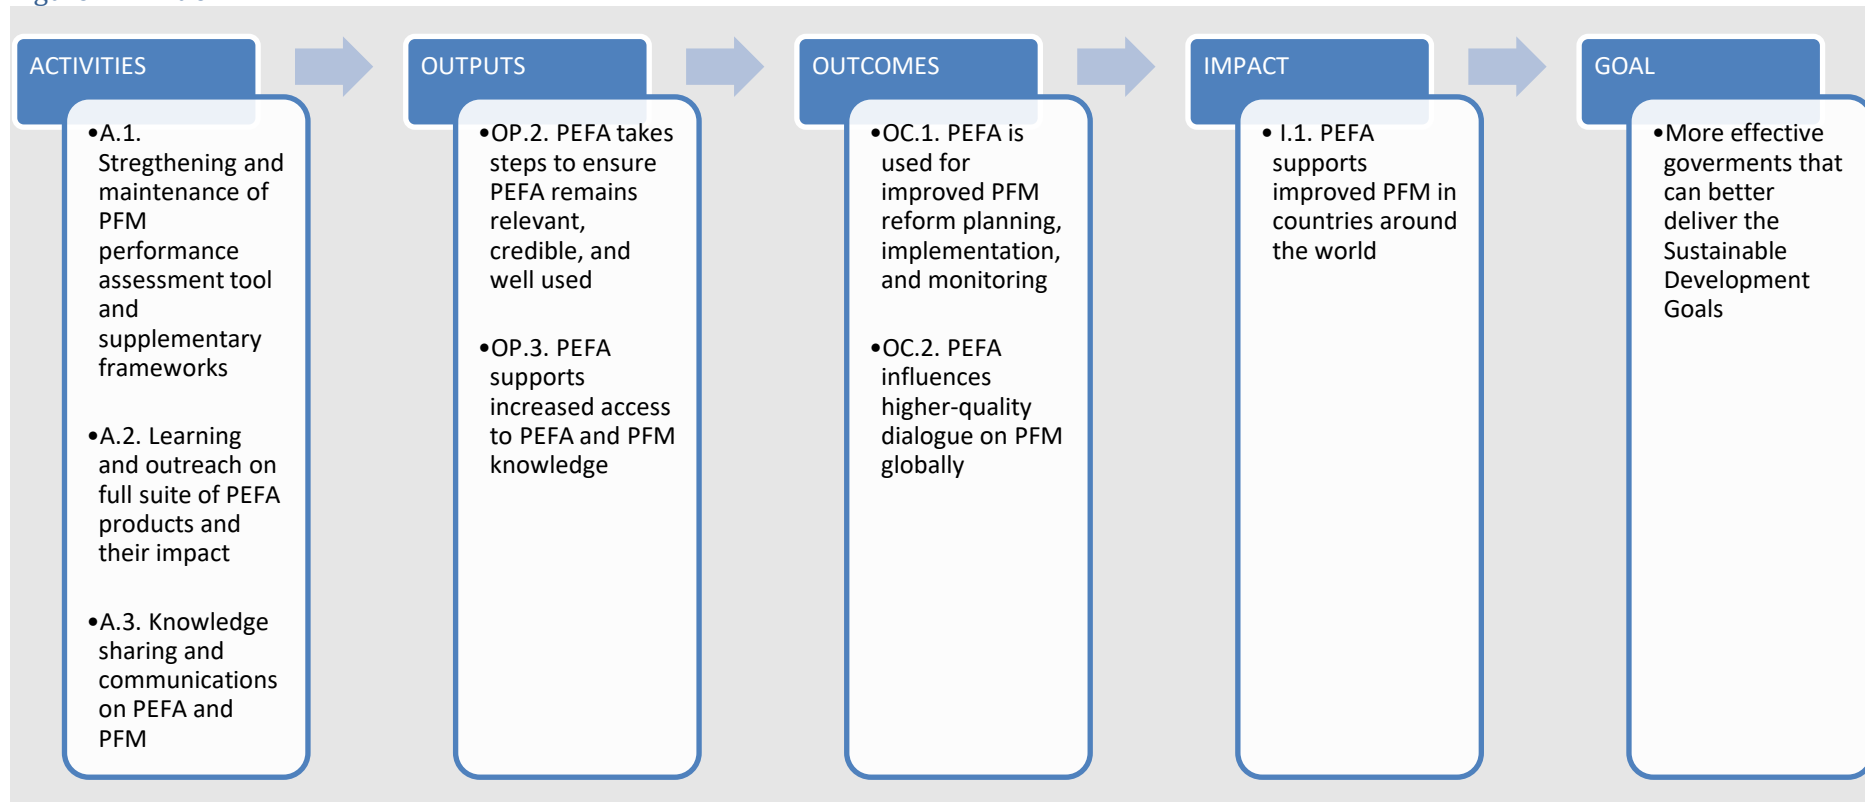 ACTIVITIES
•A.1.
Stregthening and
maintenance of
PFM
performance
assessment tool
and
supplementary
frameworks
•A.2. Learning
and outreach on
full suite of PEFA
products and
their impact
•A.3. Knowledge
sharing and
communications
on PEFA and
PFM
OUTPUTS
•OP.2. PEFA takes
steps to ensure
PEFA remains
relevant,
credible, and
well used
•OP.3. PEFA
supports
increased access
to PEFA and PFM
knowledge
OUTCOMES
•OC.1. PEFA is
used for
improved PFM
reform planning,
implementation,
and monitoring
•OC.2. PEFA
influences
higher-quality
dialogue on PFM
globally
IMPACT
• I.1. PEFA
supports
improved PFM in
countries around
the world
GOAL
•More effective
goverments that
can better
deliver the
Sustainable
Development
Goals